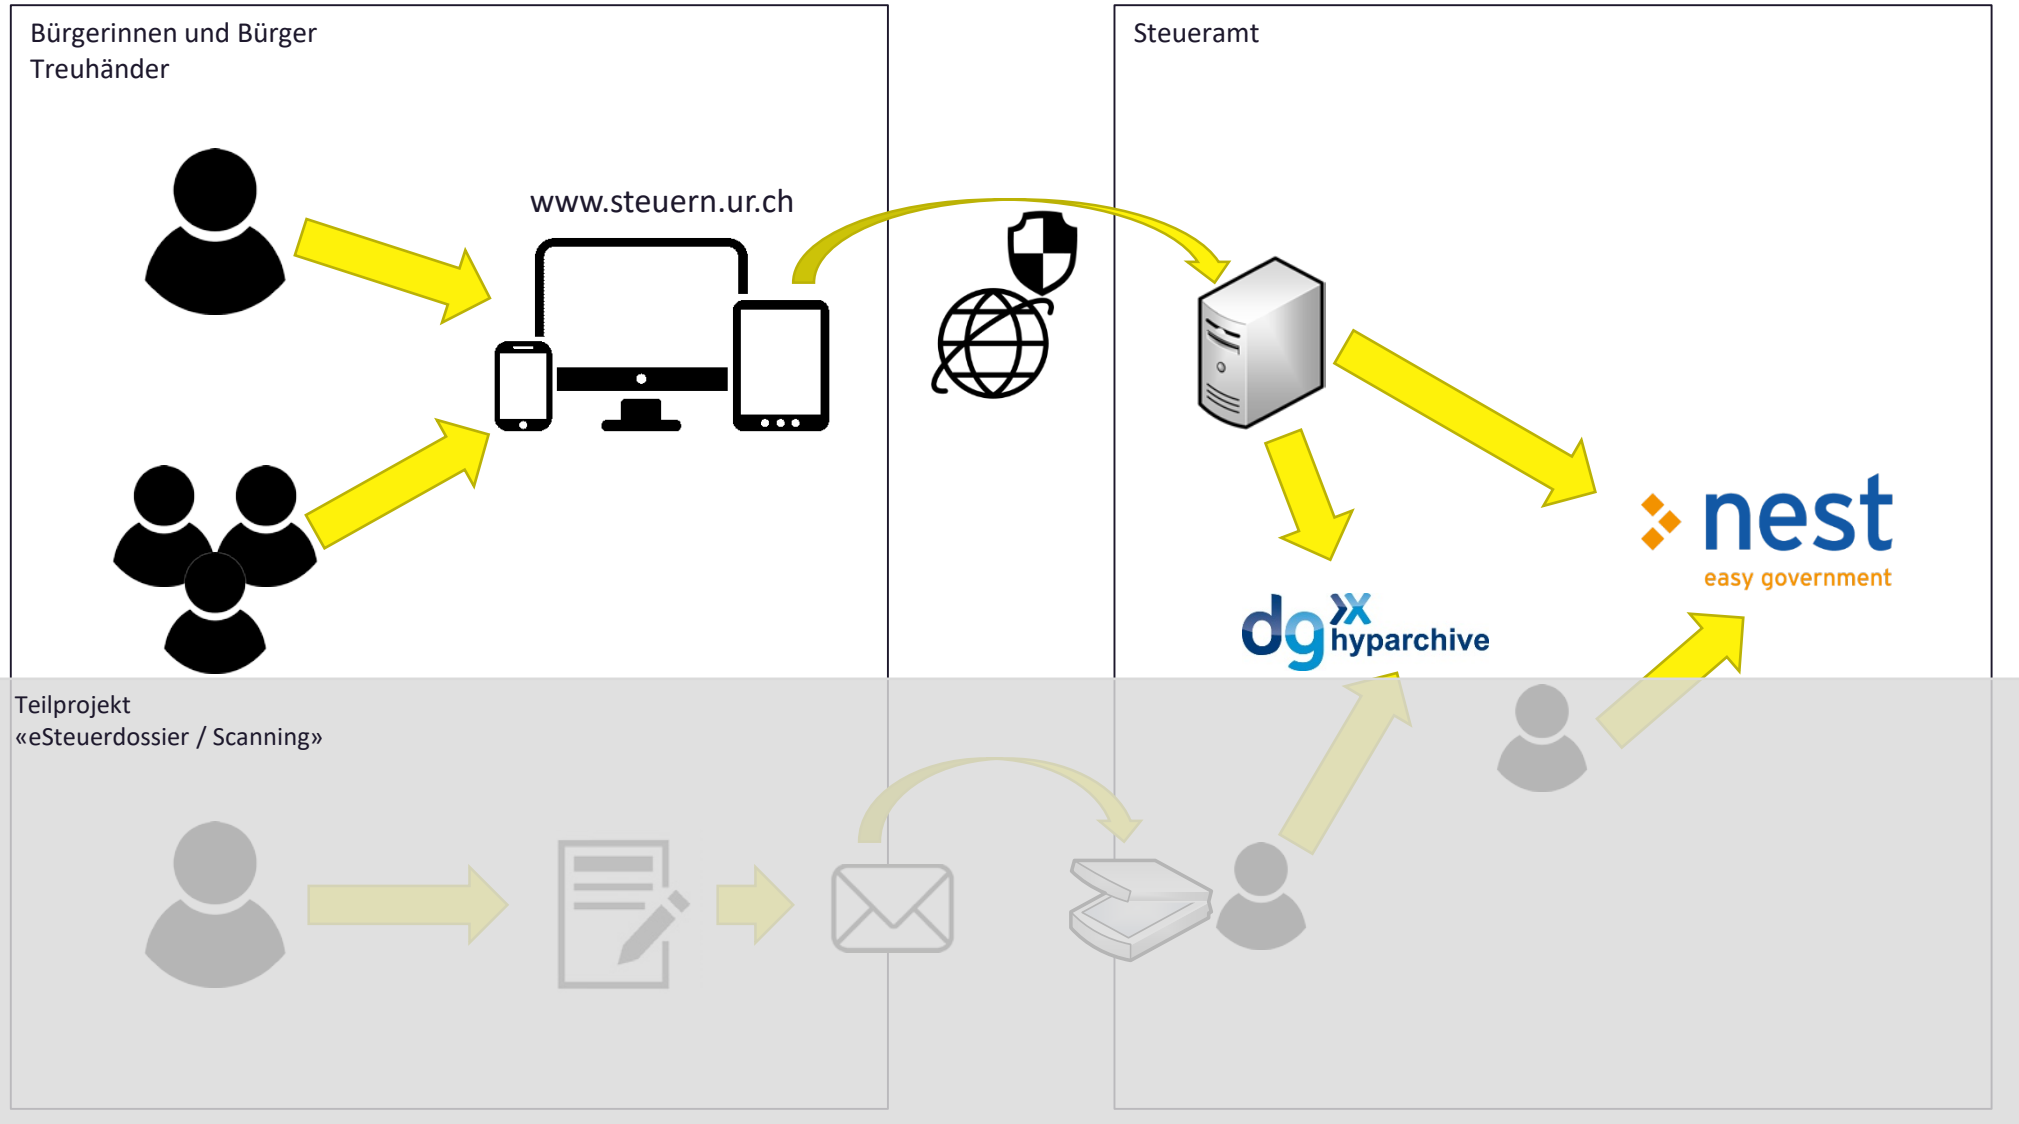 Bürgerinnen und Bürger
Treuhänder
Steueramt
www.steuern.ur.ch
nest
easy government
dg hyparchive
Teilprojekt
«eSteuerdossier / Scanning»